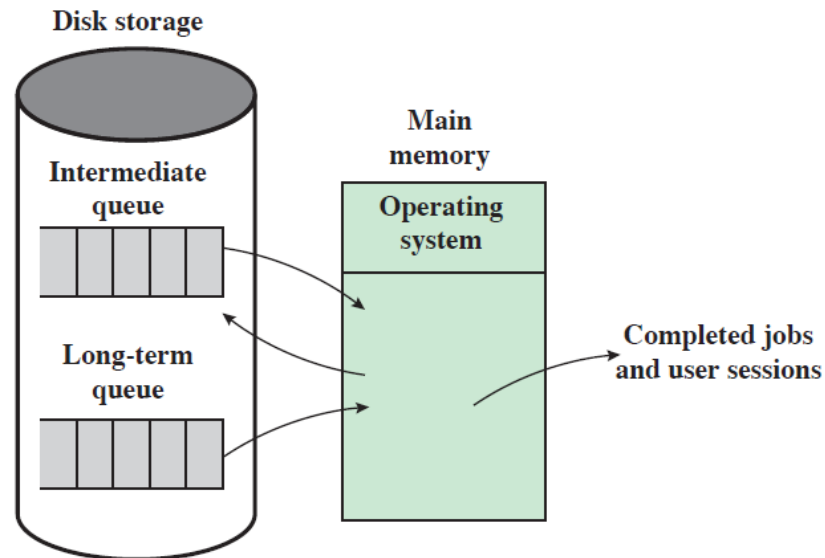 Disk storage
Intermediate
queue
Long-term
queue
Main
memory
Operating
system
Completed jobs
and user sessions